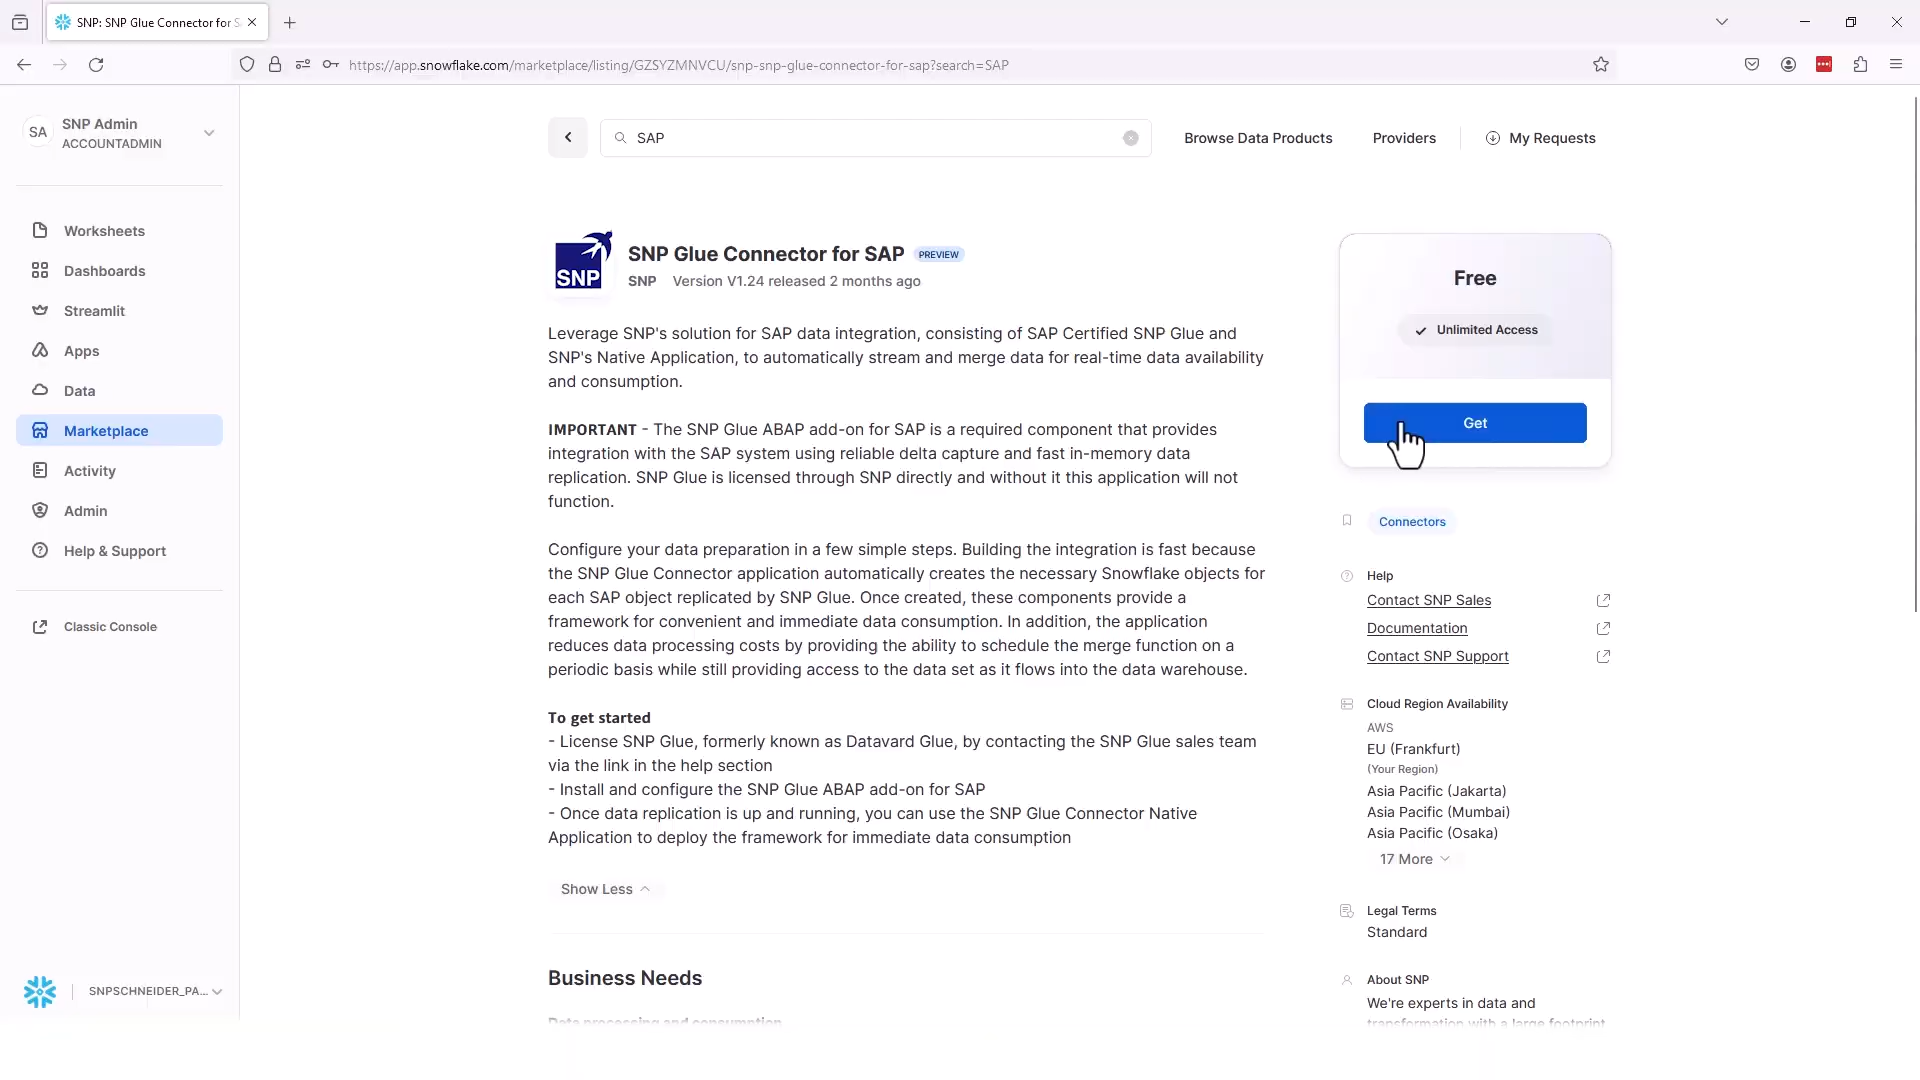 SNP: SNP Glue Connector for S
https://app.snowflake.com/marketplace/listing/GZSYZMNVCU/snp-snp-glue-connector-for-sap?search=SAP
SA
SNP Admin
ACCOUNTADMIN
Worksheets
Dashboards
Streamlit
Apps
Data
Marketplace
Activity
Admin
Help & Support
Classic Console
SNPSCHNEIDER_PA...
SAP
Browse Data Products
Providers
My Requests
SNP
SNP Glue Connector for SAP PREVIEW
SNP Version V1.24 released 2 months ago
Leverage SNP's solution for SAP data integration, consisting of SAP Certified SNP Glue and
SNP's Native Application, to automatically stream and merge data for real-time data availability
and consumption.
IMPORTANT - The SNP Glue ABAP add-on for SAP is a required component that provides
integration with the SAP system using reliable delta capture and fast in-memory data
replication. SNP Glue is licensed through SNP directly and without it this application will not
function.
Configure your data preparation in a few simple steps. Building the integration is fast because
the SNP Glue Connector application automatically creates the necessary Snowflake objects for
each SAP object replicated by SNP Glue. Once created, these components provide a
framework for convenient and immediate data consumption. In addition, the application
reduces data processing costs by providing the ability to schedule the merge function on a
periodic basis while still providing access to the data set as it flows into the data warehouse.
To get started
- License SNP Glue, formerly known as Datavard Glue, by contacting the SNP Glue sales team
via the link in the help section
- Install and configure the SNP Glue ABAP add-on for SAP
- Once data replication is up and running, you can use the SNP Glue Connector Native
Application to deploy the framework for immediate data consumption
Show Less
Business Needs
Data processing and consumption
Free
Unlimited Access
Get
Connectors
Help
Contact SNP Sales
Documentation
Contact SNP Support
Cloud Region Availability
AWS
EU (Frankfurt)
(Your Region)
Asia Pacific (Jakarta)
Asia Pacific (Mumbai)
Asia Pacific (Osaka)
17 More
Legal Terms
Standard
About SNP
We're experts in data and
transformation with a large footprint